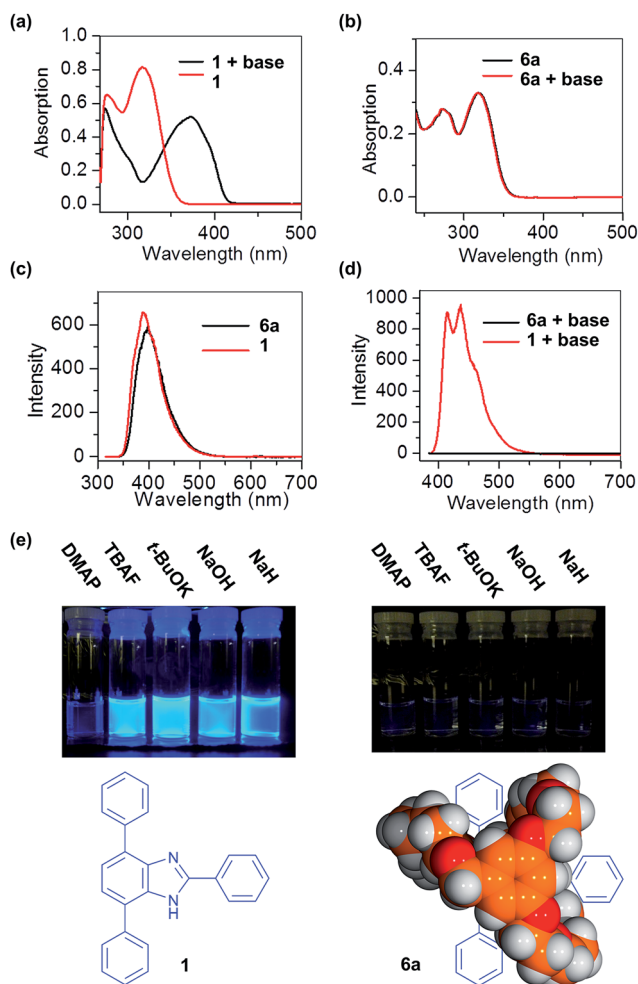 (a)
1 + base
1
Absorption
1.0
0.8
0.6
0.4
0.2
0.0
300 400 500
Wavelength (nm)
(b)
6a
6a + base
Absorption
0.4
0.2
0.0
300 400 500
Wavelength (nm)
(c)
6a
1
Intensity
600
400
200
0
300 400 500 600 700
Wavelength (nm)
(d)
6a + base
1 + base
Intensity
1000
800
600
400
200
0
400 500 600 700
Wavelength (nm)
(e)
DMAP TBAF t-BuOK NaOH NaH
DMAP TBAF t-BuOK NaOH NaH
N
N
H
1
6a